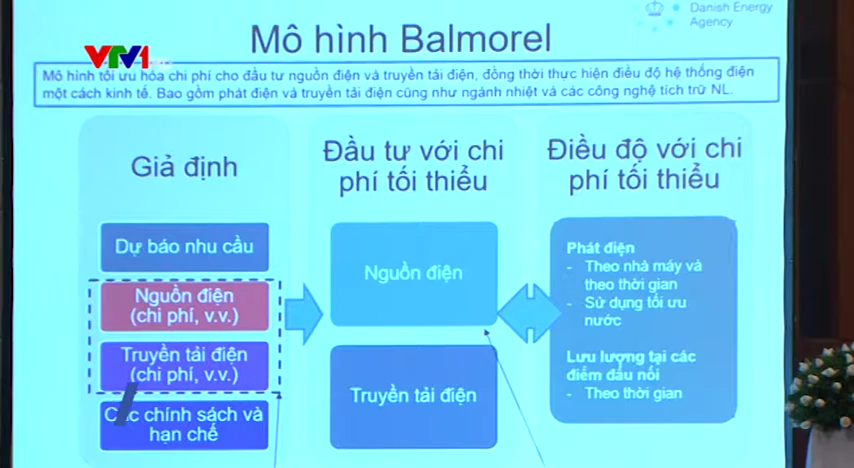 Danish Energy
Agency
Mô hình Balmorel
VTV1
Mô hình tối ưu hóa chi phí cho đầu tư nguồn điện và truyền tải điện, đồng thời thực hiện điều độ hệ thống điện
một cách kinh tế. Bao gồm phát điện và truyền tải điện cũng như ngành nhiệt và các công nghệ tích trữ NL.
Giả định
Dự báo nhu cầu
Nguồn điện
(chi phí, v.v.)
Truyền tải điện
(chi phí, v.v.)
Các chính sách và
hạn chế
Đầu tư với chi
phí tối thiểu
Nguồn điện
Truyền tải điện
Điều độ với chi
phí tối thiểu
Phát điện
- Theo nhà máy và
theo thời gian
- Sử dụng tối ưu
nước
Lưu lượng tại các
điểm đấu nối
- Theo thời gian